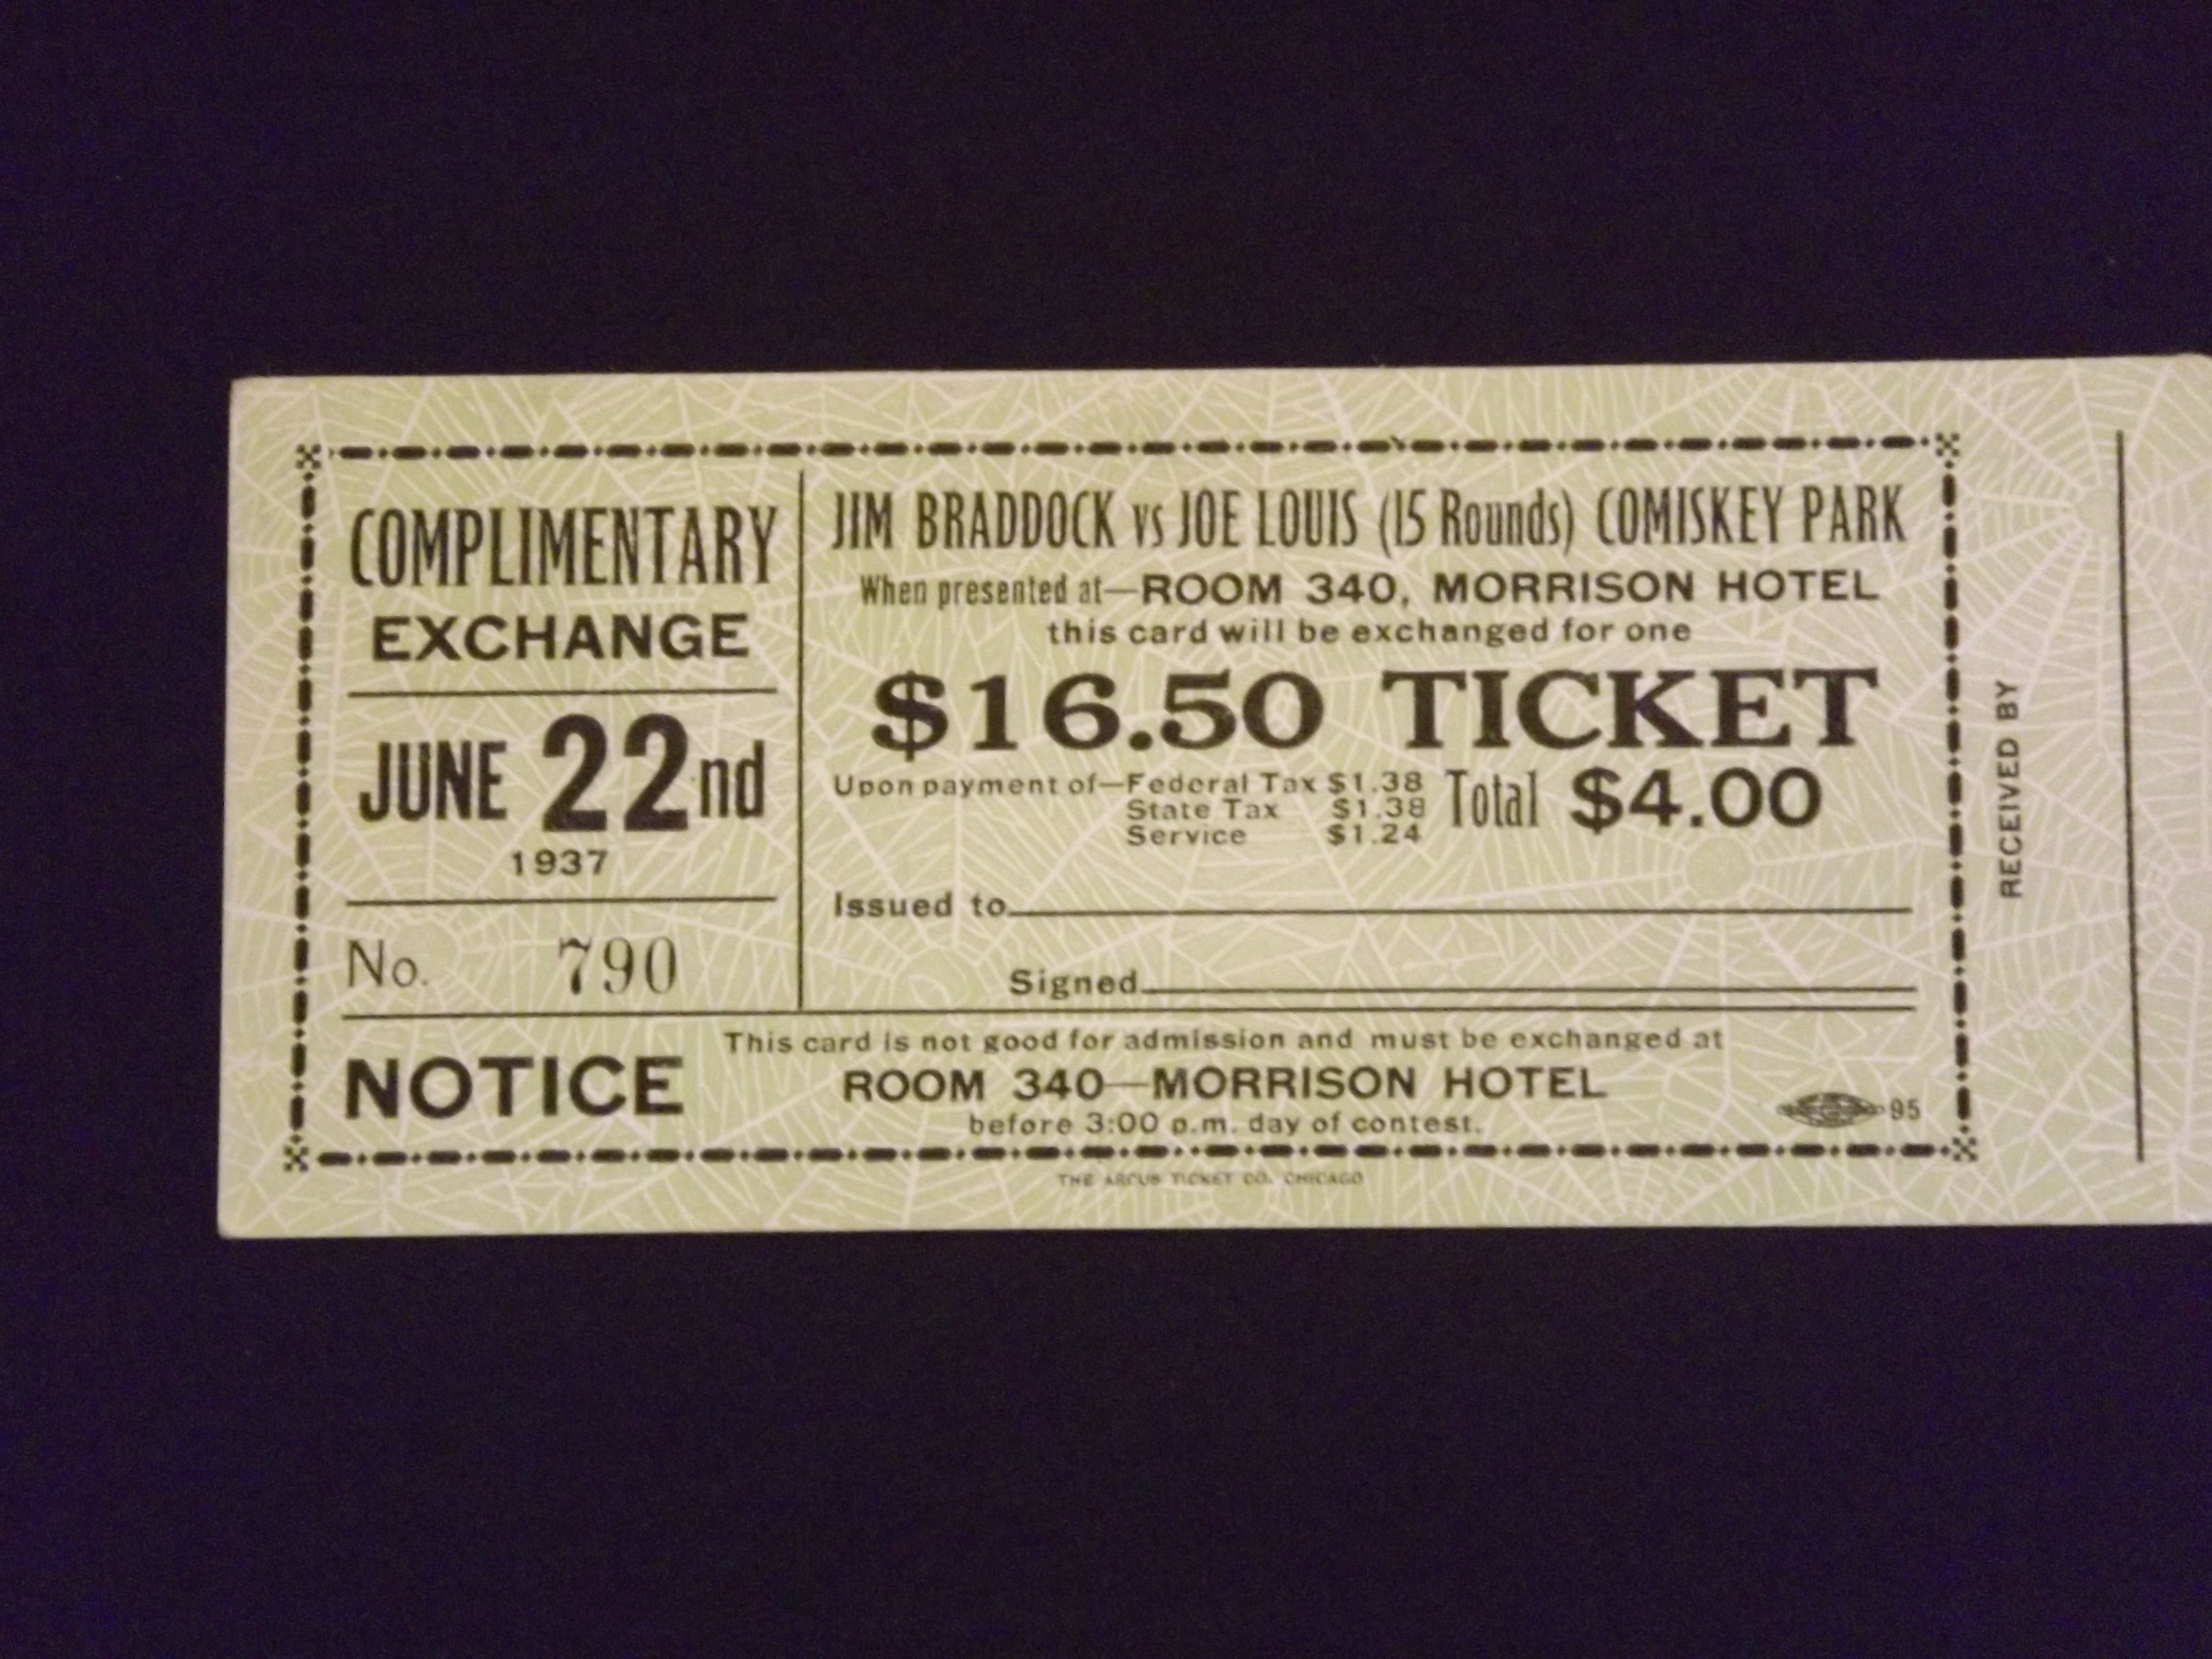 COMPLIMENTARY
EXCHANGE
JUNE 22nd
1937
No. 790
JIM BRADDOCK vs JOE LOUIS (15 Rounds) COMISKEY PARK
When presented at—ROOM 340, MORRISON HOTEL
this card will be exchanged for one
$16.50 TICKET
Upon payment of—Federal Tax $1.38 Total $4.00
State Tax $1.38
Service $1.24
Issued to
Signed
NOTICE
This card is not good for admission and must be exchanged at
ROOM 340—MORRISON HOTEL
before 3:00 p.m. day of contest.
95
THE ARCUS TICKET CO. CHICAGO
RECEIVED BY